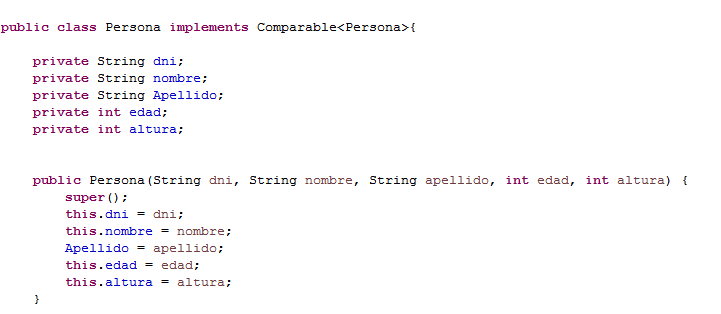 public class Persona implements Comparable<Persona>{
private String dni;
private String nombre;
private String Apellido;
private int edad;
private int altura;
public Persona(String dni, String nombre, String apellido, int edad, int altura) {
super();
this.dni = dni;
this.nombre = nombre;
Apellido = apellido;
this.edad = edad;
this.altura = altura;
}